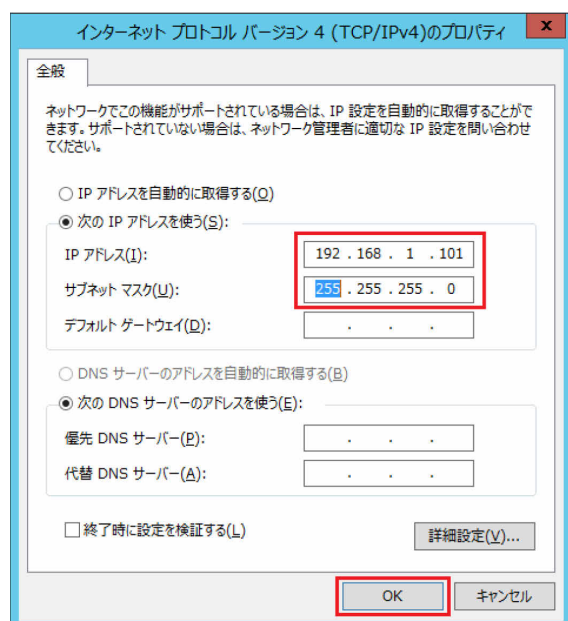 インターネット プロトコル バージョン 4 (TCP/IPv4)のプロパティ
x
全般
ネットワークでこの機能がサポートされている場合は、IP 設定を自動的に取得することがで
きます。サポートされていない場合は、ネットワーク管理者に適切な IP 設定を問い合わせ
てください。
IP アドレスを自動的に取得する(O)
次の IP アドレスを使う(S):
IP アドレス(I): 192 . 168 . 1 . 101
サブネット マスク(U): 255 . 255 . 255 . 0
デフォルト ゲートウェイ(D): . . .
DNS サーバーのアドレスを自動的に取得する(B)
次の DNS サーバーのアドレスを使う(E):
優先 DNS サーバー(P): . . .
代替 DNS サーバー(A): . . .
終了時に設定を検証する(L) 詳細設定(V)...
OK キャンセル